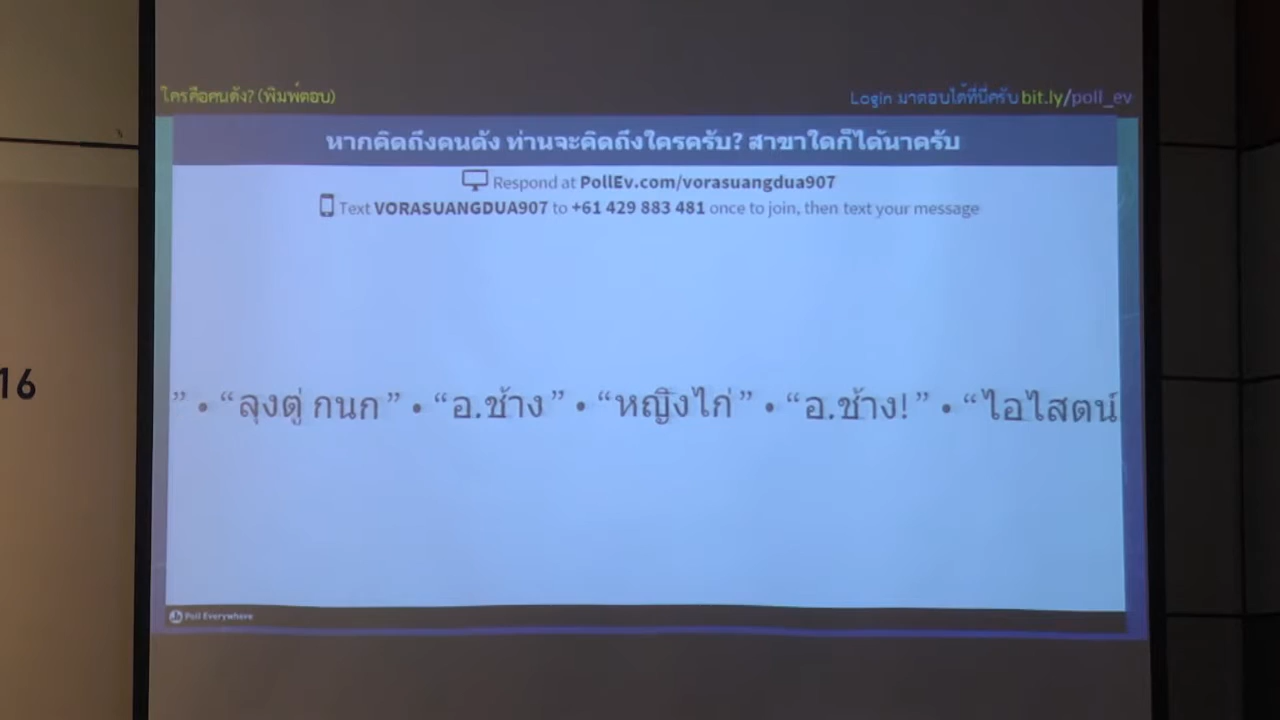 ใครคือคนดัง? (พิมพ์ตอบ)
Login มาตอบได้ที่นี่ครับ bit.ly/poll_ev
หากคิดถึงคนดัง ท่านจะคิดถึงใครครับ? สาขาใดก็ได้นาครับ
Respond at PollEv.com/vorasuangdua907
Text VORASUANGDUA907 to +61 429 883 481 once to join, then text your message
16
” • “ลุงตู่ กนก” • “อ.ช้าง” • “หญิงไก่” • “อ.ช้าง!” • “ไอไสตน์
Poll Everywhere